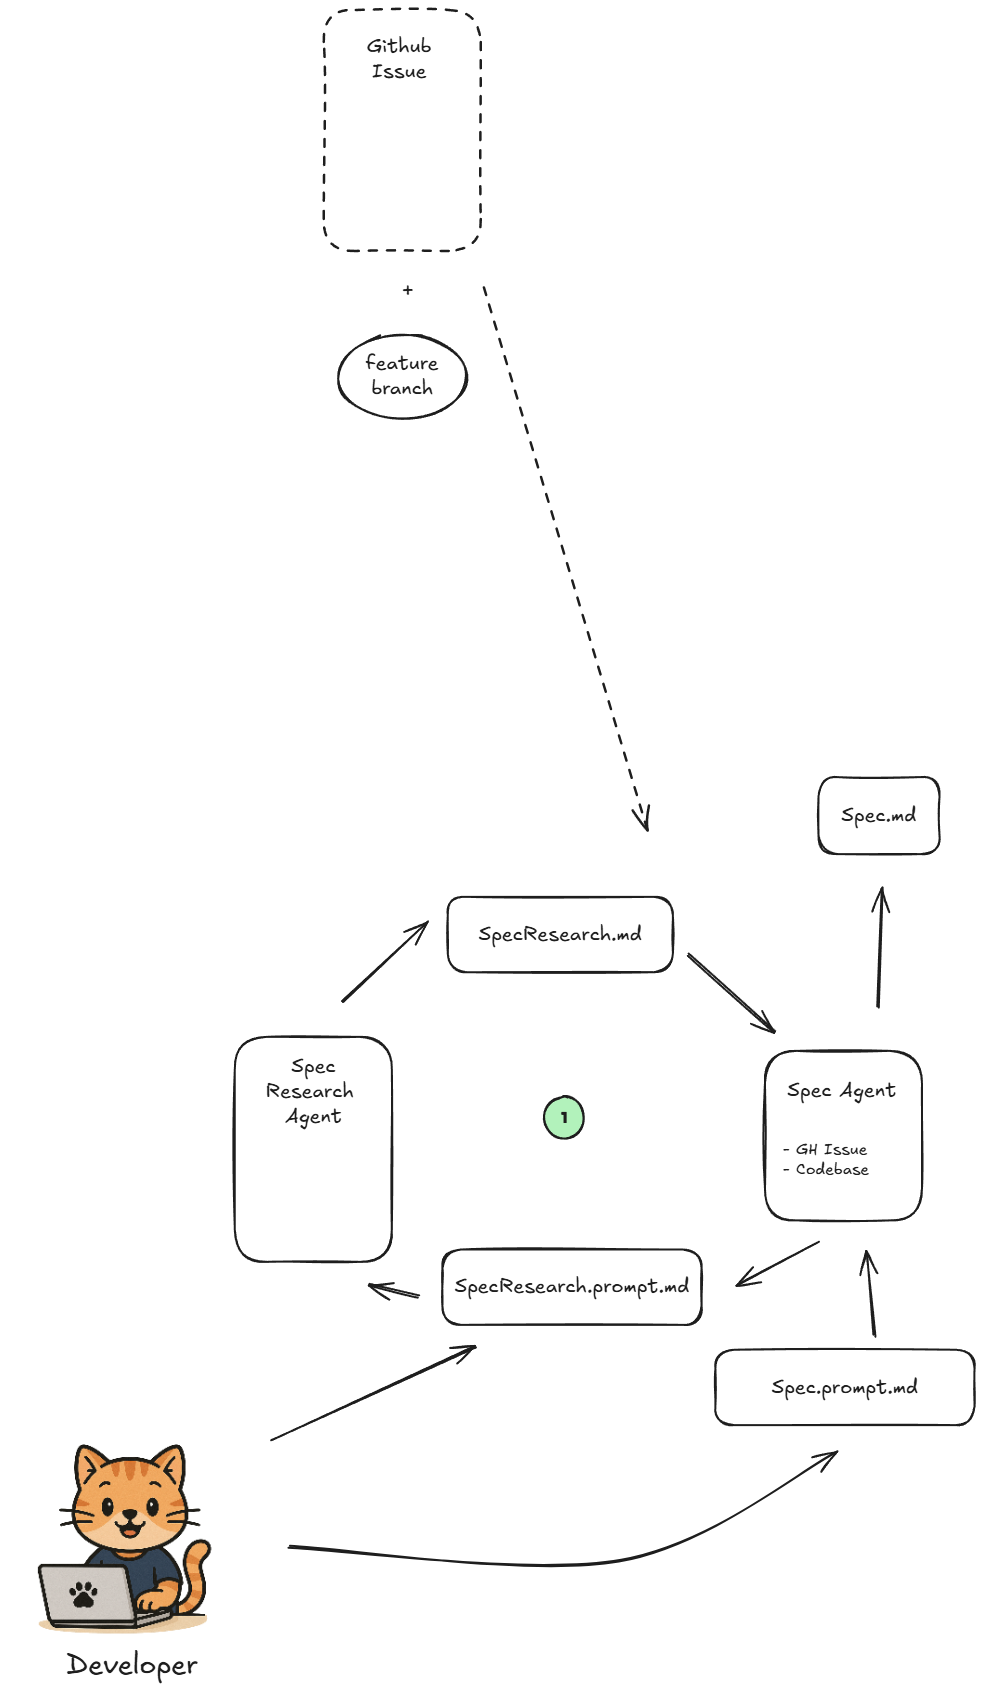 Github
Issue
+
feature
branch
Spec.md
SpecResearch.md
Spec
Research
Agent
1
Spec Agent
- GH Issue
- Codebase
SpecResearch.prompt.md
Spec.prompt.md
Developer